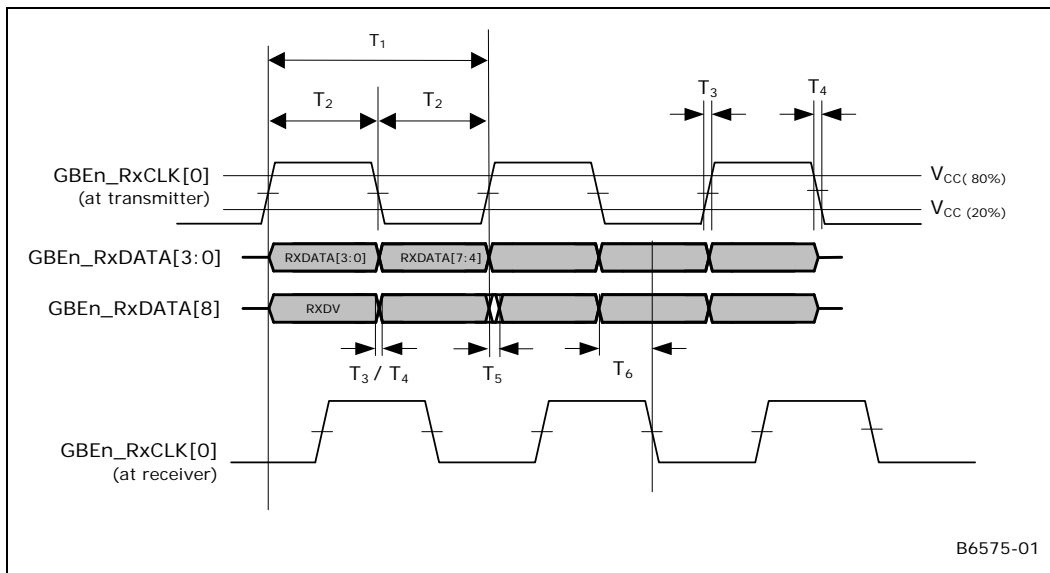 T1
T2 T2
T3
T4
GBEn_RxCLK[0]
(at transmitter)
VCC( 80%)
VCC (20%)
GBEn_RxDATA[3:0]
RXDATA[3:0] RXDATA[7:4]
GBEn_RxDATA[8]
RXDV
T3 / T4
T5
T6
GBEn_RxCLK[0]
(at receiver)
B6575-01